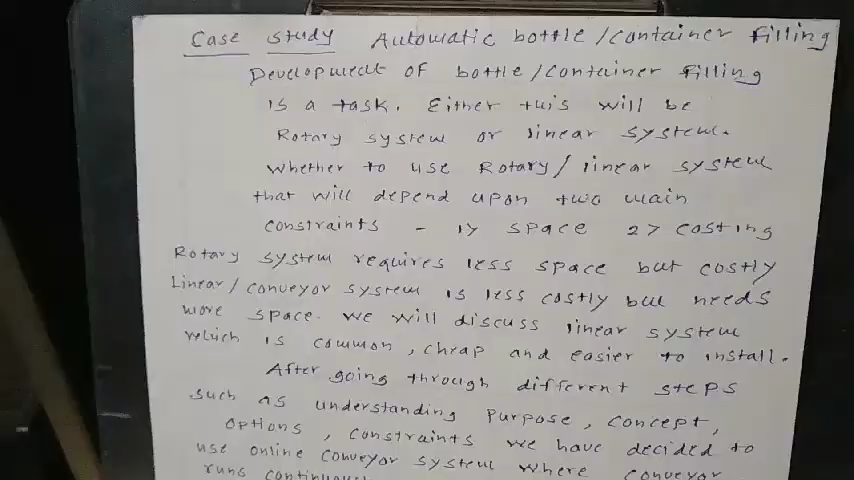 Case study Automatic bottle/container filling
Development of bottle/container filling
is a task. Either this will be
Rotary system or linear system.
whether to use Rotary/linear system
that will depend upon two main
constraints - 1> space 2> costing
Rotary system requires less space but costly
Linear/conveyor system is less costly but needs
more space. we will discuss linear system
which is common, cheap and easier to install.
After going through different steps
such as understanding purpose, concept,
options, constraints we have decided to
use online conveyor system where conveyor
runs